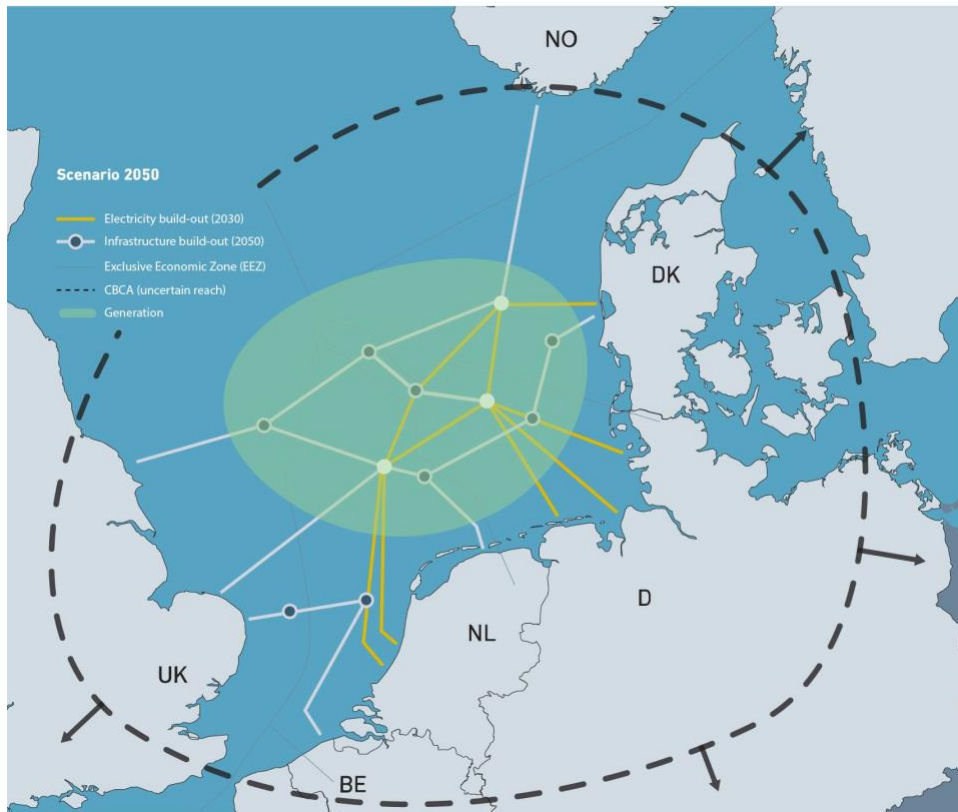 NO
Scenario 2050
Electricity build-out (2030)
Infrastructure build-out (2050)
Exclusive Economic Zone (EEZ)
CBCA (uncertain reach)
Generation
DK
D
NL
UK
BE